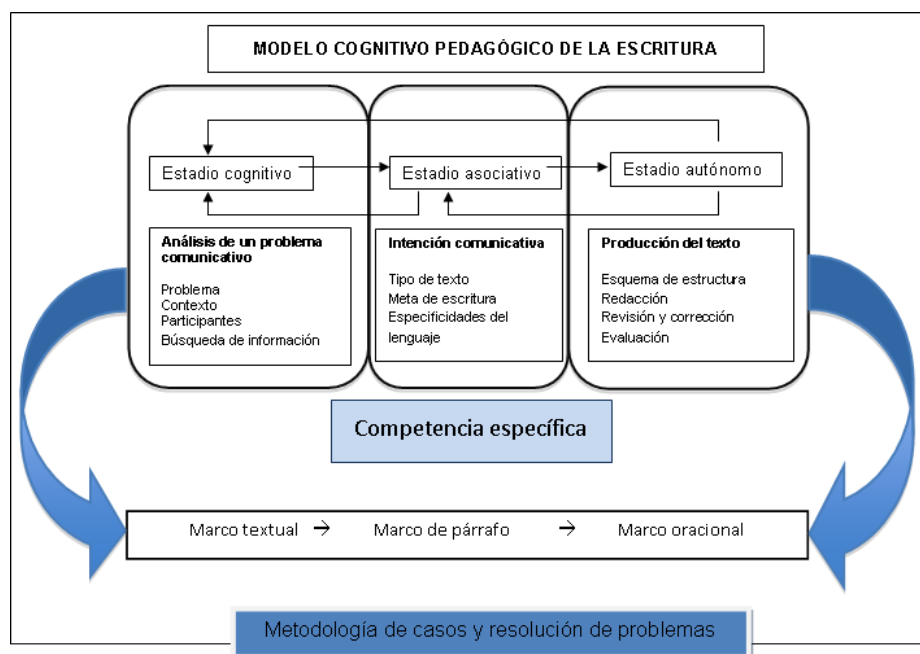 MODELO COGNITIVO PEDAGÓGICO DE LA ESCRITURA
Estadio cognitivo
Estadio asociativo
Estadio autónomo
Análisis de un problema
comunicativo
Problema
Contexto
Participantes
Búsqueda de información
Intención comunicativa
Tipo de texto
Meta de escritura
Especificidades del
lenguaje
Producción del texto
Esquema de estructura
Redacción
Revisión y corrección
Evaluación
Competencia específica
Marco textual → Marco de párrafo → Marco oracional
Metodología de casos y resolución de problemas